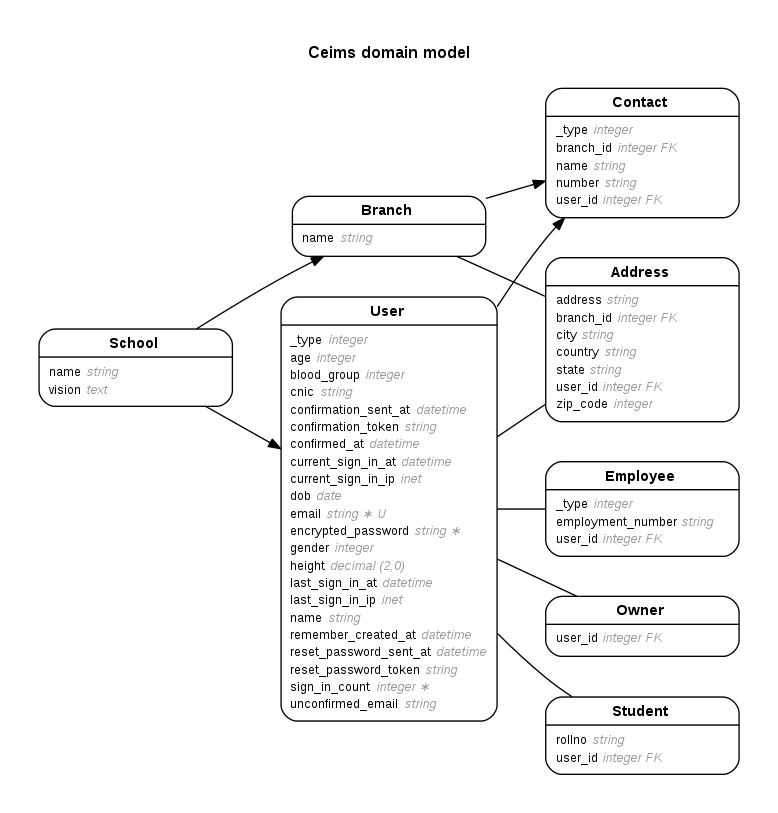 Ceims domain model
Contact
_type integer
branch_id integer FK
name string
number string
user_id integer FK
Branch
name string
Address
address string
branch_id integer FK
city string
country string
state string
user_id integer FK
zip_code integer
School
name string
vision text
User
_type integer
age integer
blood_group integer
cnic string
confirmation_sent_at datetime
confirmation_token string
confirmed_at datetime
current_sign_in_at datetime
current_sign_in_ip inet
dob date
email string ∗ U
encrypted_password string ∗
gender integer
height decimal (2,0)
last_sign_in_at datetime
last_sign_in_ip inet
name string
remember_created_at datetime
reset_password_sent_at datetime
reset_password_token string
sign_in_count integer ∗
unconfirmed_email string
Employee
_type integer
employment_number string
user_id integer FK
Owner
user_id integer FK
Student
rollno string
user_id integer FK